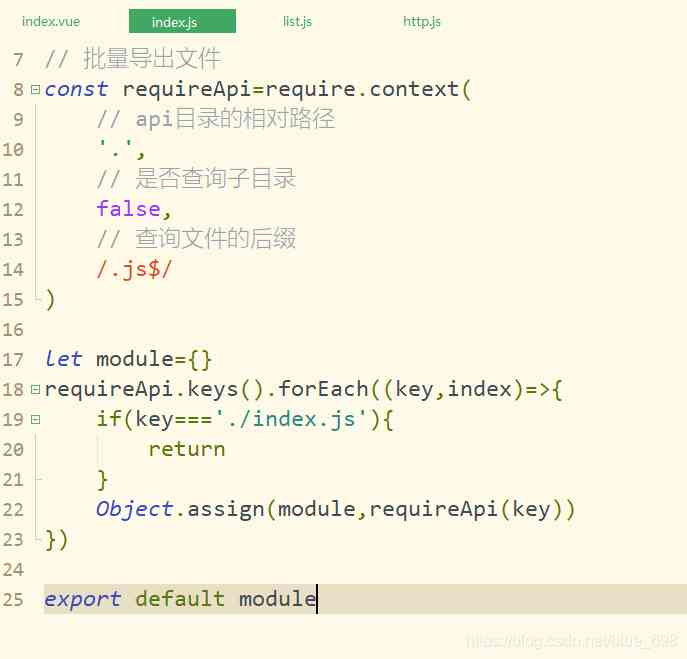 index.vue index.js list.js http.js
7 // 批量导出文件
8 const requireApi=require.context(
9 // api目录的相对路径
10 '.',
11 // 是否查询子目录
12 false,
13 // 查询文件的后缀
14 /.js$/
15 )
16
17 let module={}
18 requireApi.keys().forEach((key,index)=>{
19 if(key==='./index.js'){
20 return
21 }
22 Object.assign(module,requireApi(key))
23 })
24
25 export default module
https://blog.csdn.net/blue_698